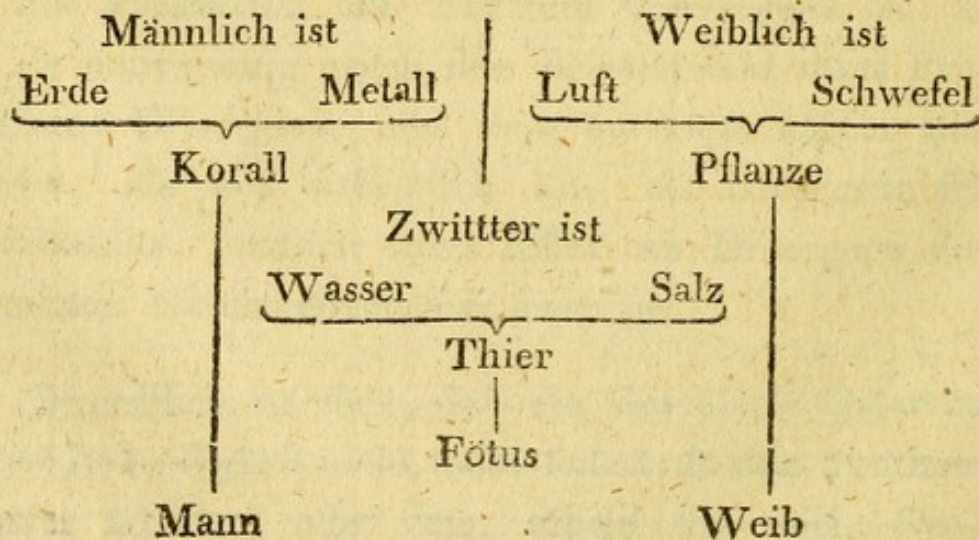 Männlich ist Weiblich ist
Erde Metall Luft Schwefel
Korall Pflanze
Zwittter ist
Wasser Salz
Thier
Fötus
Mann Weib